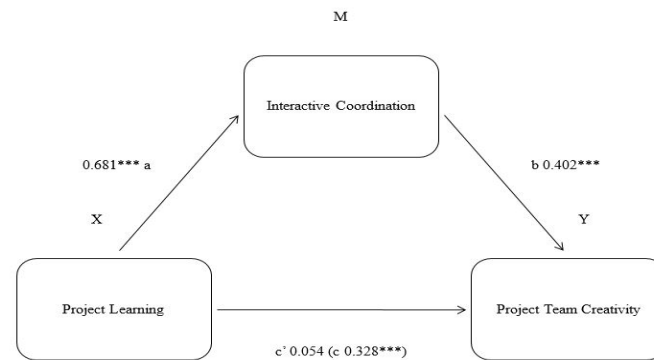 M
Interactive Coordination
0.681*** a
b 0.402***
X
Y
Project Learning
Project Team Creativity
c' 0.054 (c 0.328***)